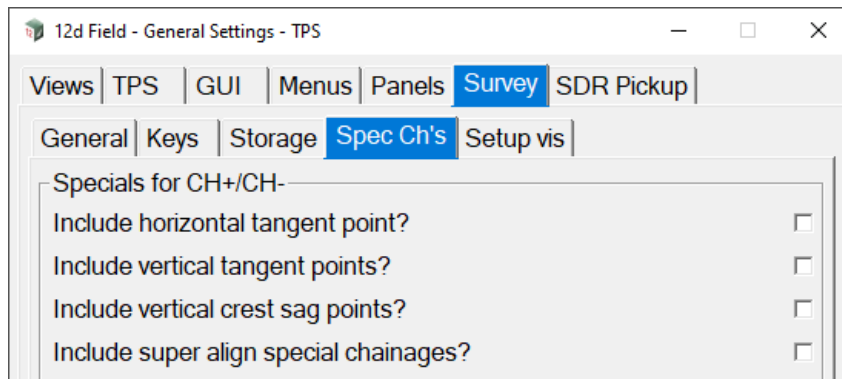 12d Field - General Settings - TPS
Views TPS GUI Menus Panels Survey SDR Pickup
General Keys Storage Spec Ch's Setup vis
Specials for CH+/CH-
Include horizontal tangent point?
Include vertical tangent points?
Include vertical crest sag points?
Include super align special chainages?